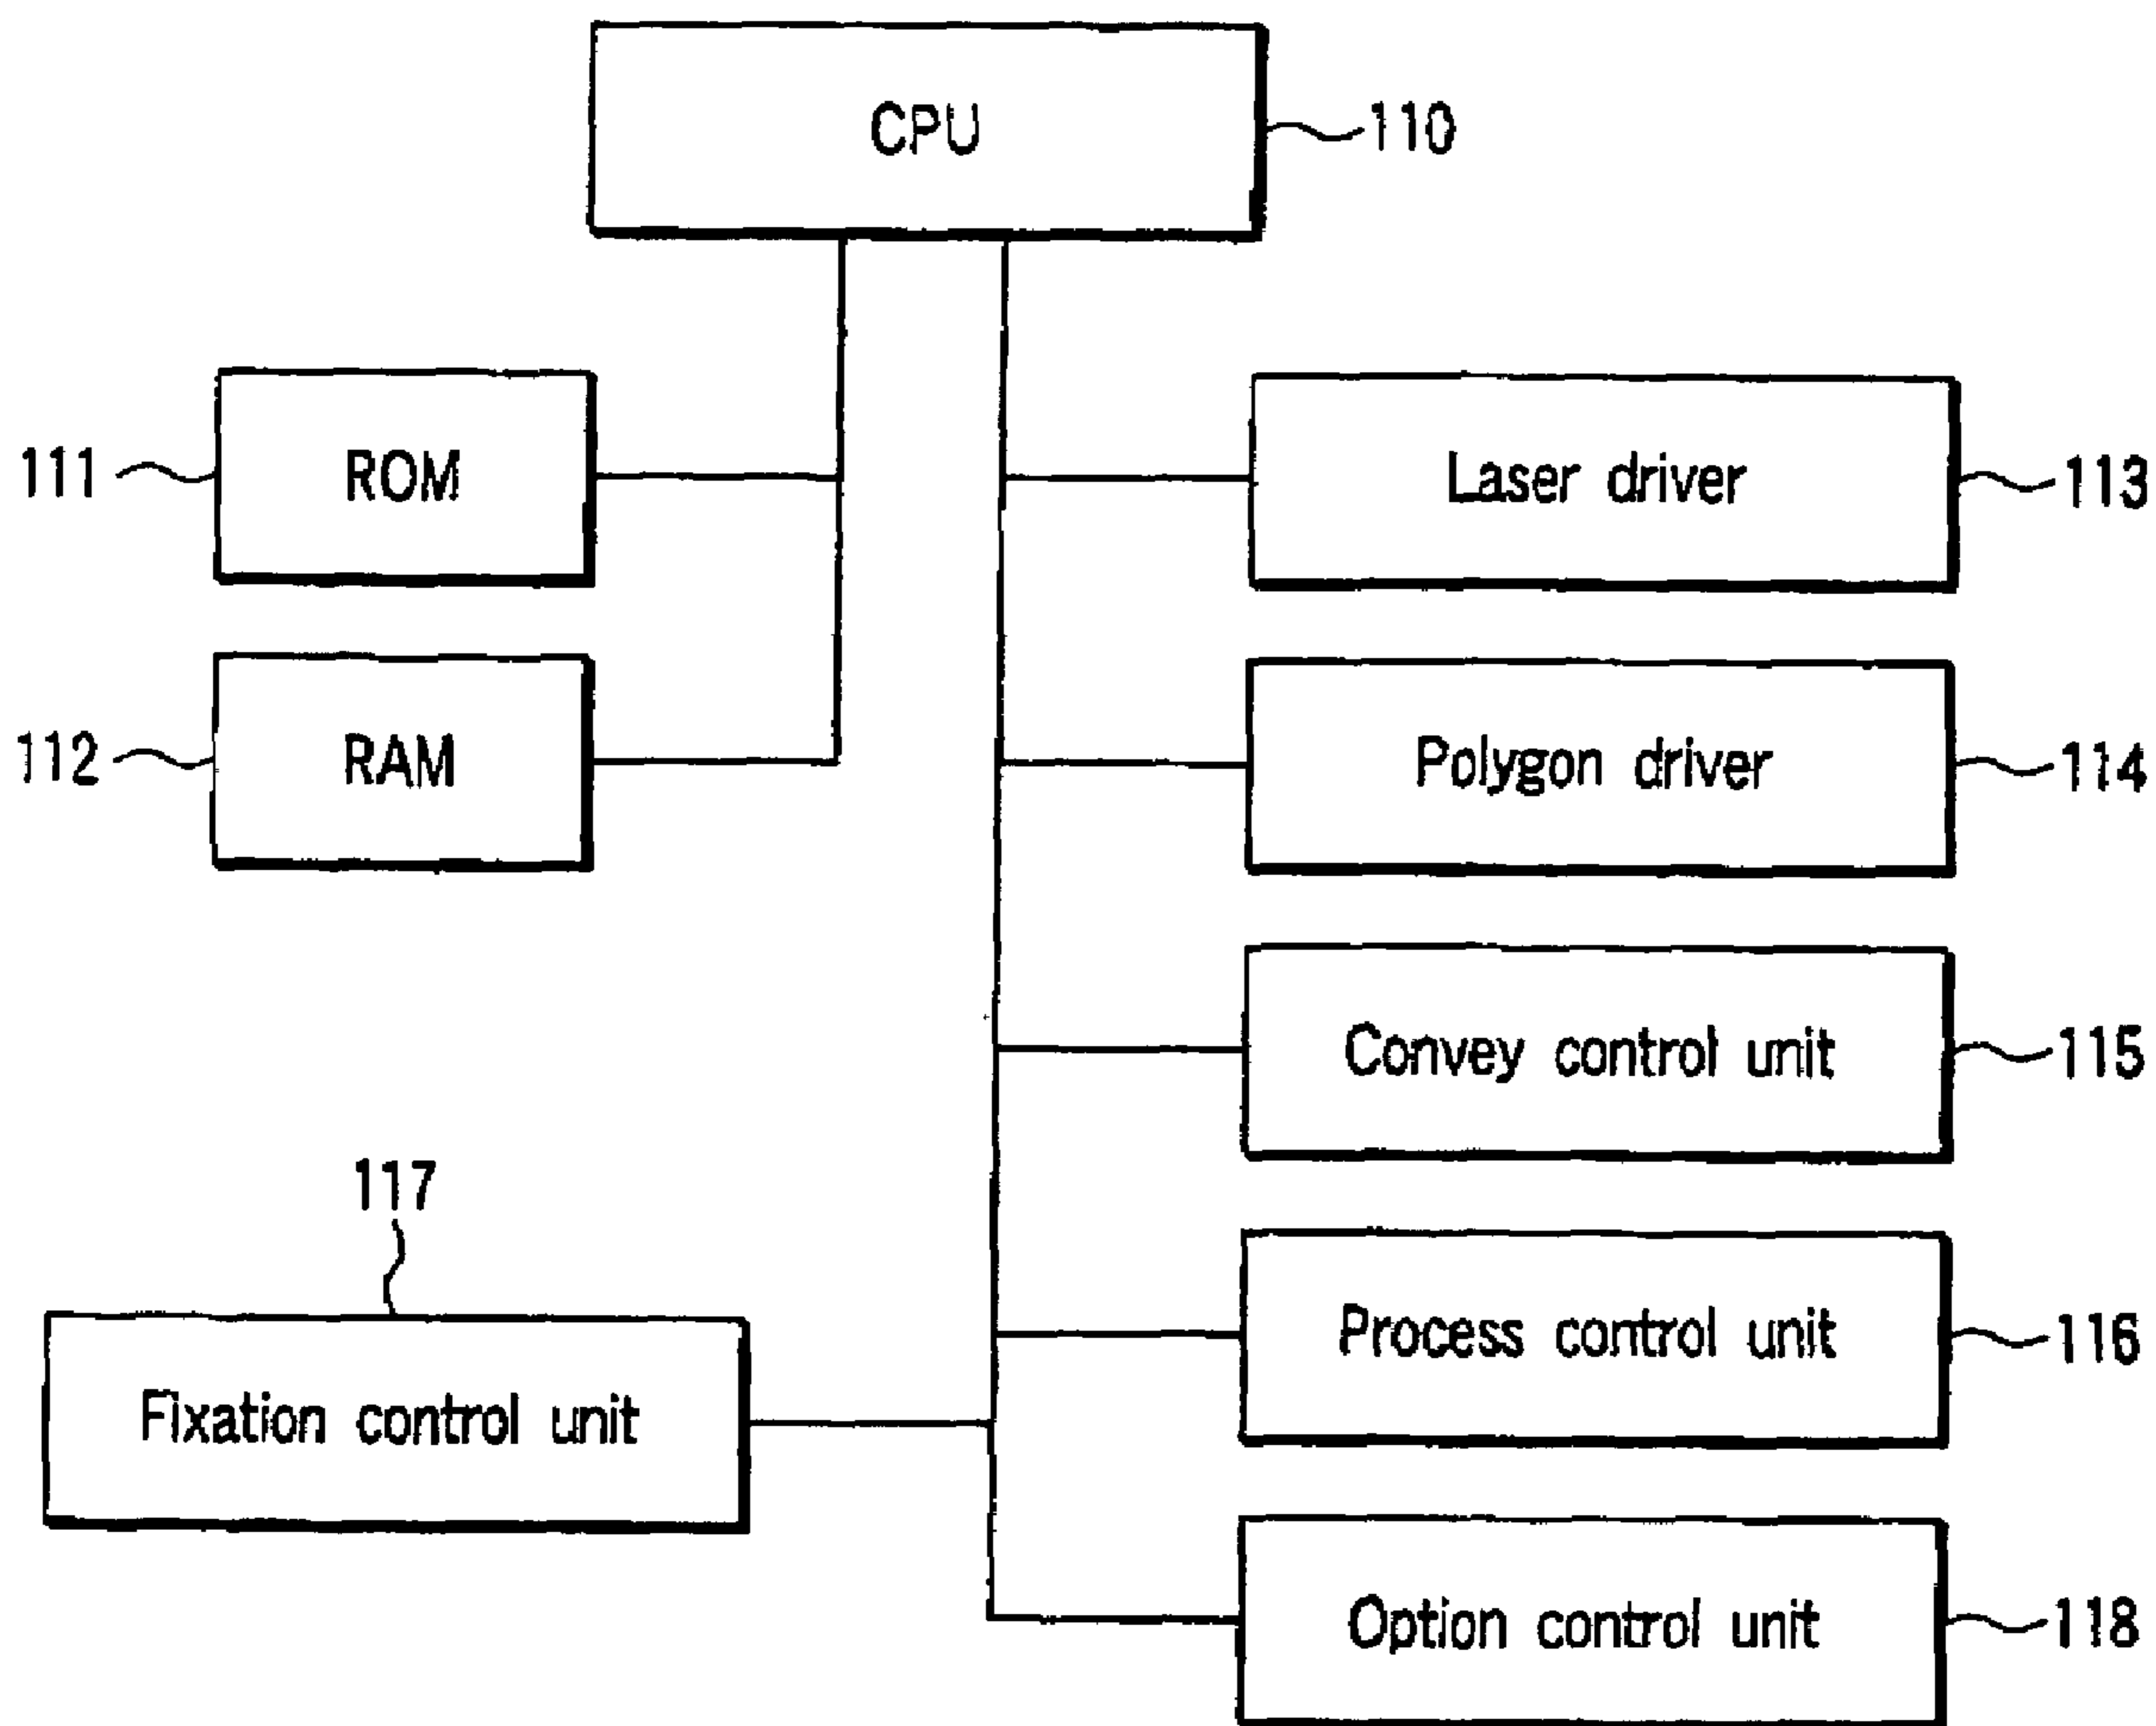 CPU
110
111
ROM
Laser driver
113
112
RAM
Polygon driver
114
Convey control unit
115
117
Process control unit
116
Fixation control unit
Option control unit
118